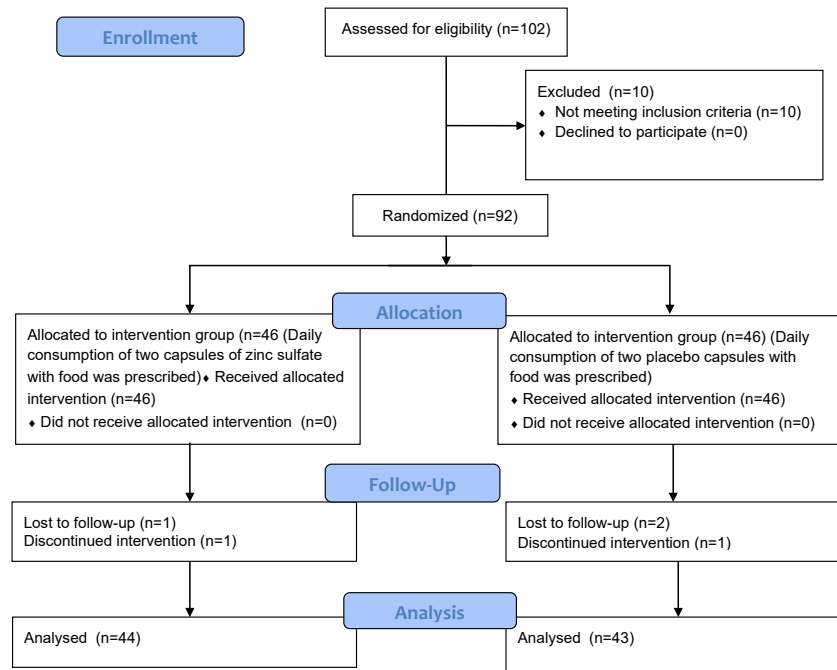 Enrollment
Assessed for eligibility (n=102)
Excluded (n=10)
♦ Not meeting inclusion criteria (n=10)
♦ Declined to participate (n=0)
Randomized (n=92)
Allocation
Allocated to intervention group (n=46 (Daily
consumption of two capsules of zinc sulfate
with food was prescribed)♦ Received allocated
intervention (n=46)
♦ Did not receive allocated intervention (n=0)
Allocated to intervention group (n=46) (Daily
consumption of two placebo capsules with
food was prescribed)
♦ Received allocated intervention (n=46)
♦ Did not receive allocated intervention (n=0)
Follow-Up
Lost to follow-up (n=1)
Discontinued intervention (n=1)
Lost to follow-up (n=2)
Discontinued intervention (n=1)
Analysis
Analysed (n=44)
Analysed (n=43)